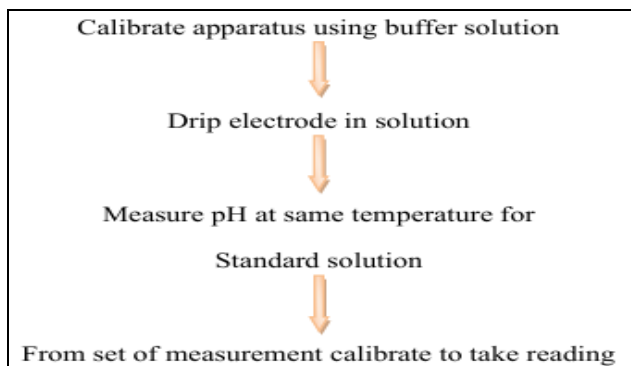 Calibrate apparatus using buffer solution
Drip electrode in solution
Measure pH at same temperature for
Standard solution
From set of measurement calibrate to take reading